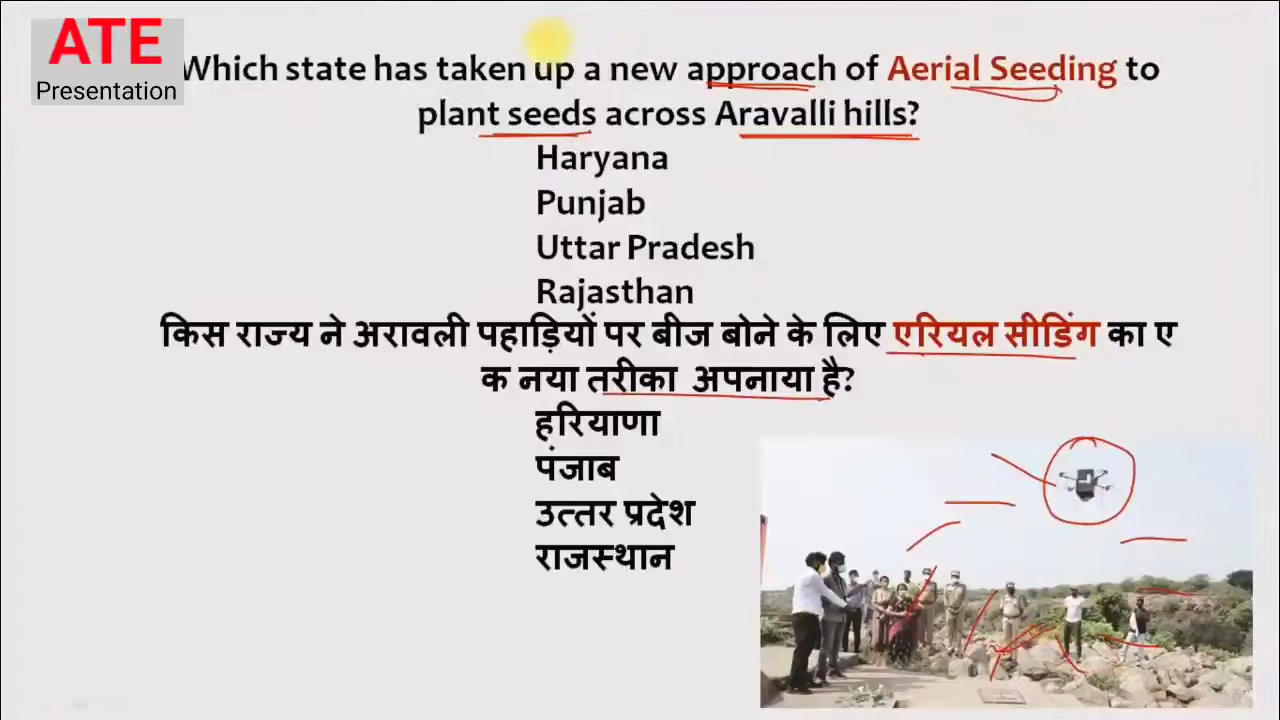 ATE
Presentation
Which state has taken up a new approach of Aerial Seeding to
plant seeds across Aravalli hills?
Haryana
Punjab
Uttar Pradesh
Rajasthan
किस राज्य ने अरावली पहाड़ियों पर बीज बोने के लिए एरियल सीडिंग का ए
क नया तरीका अपनाया है?
हरियाणा
पंजाब
उत्तर प्रदेश
राजस्थान